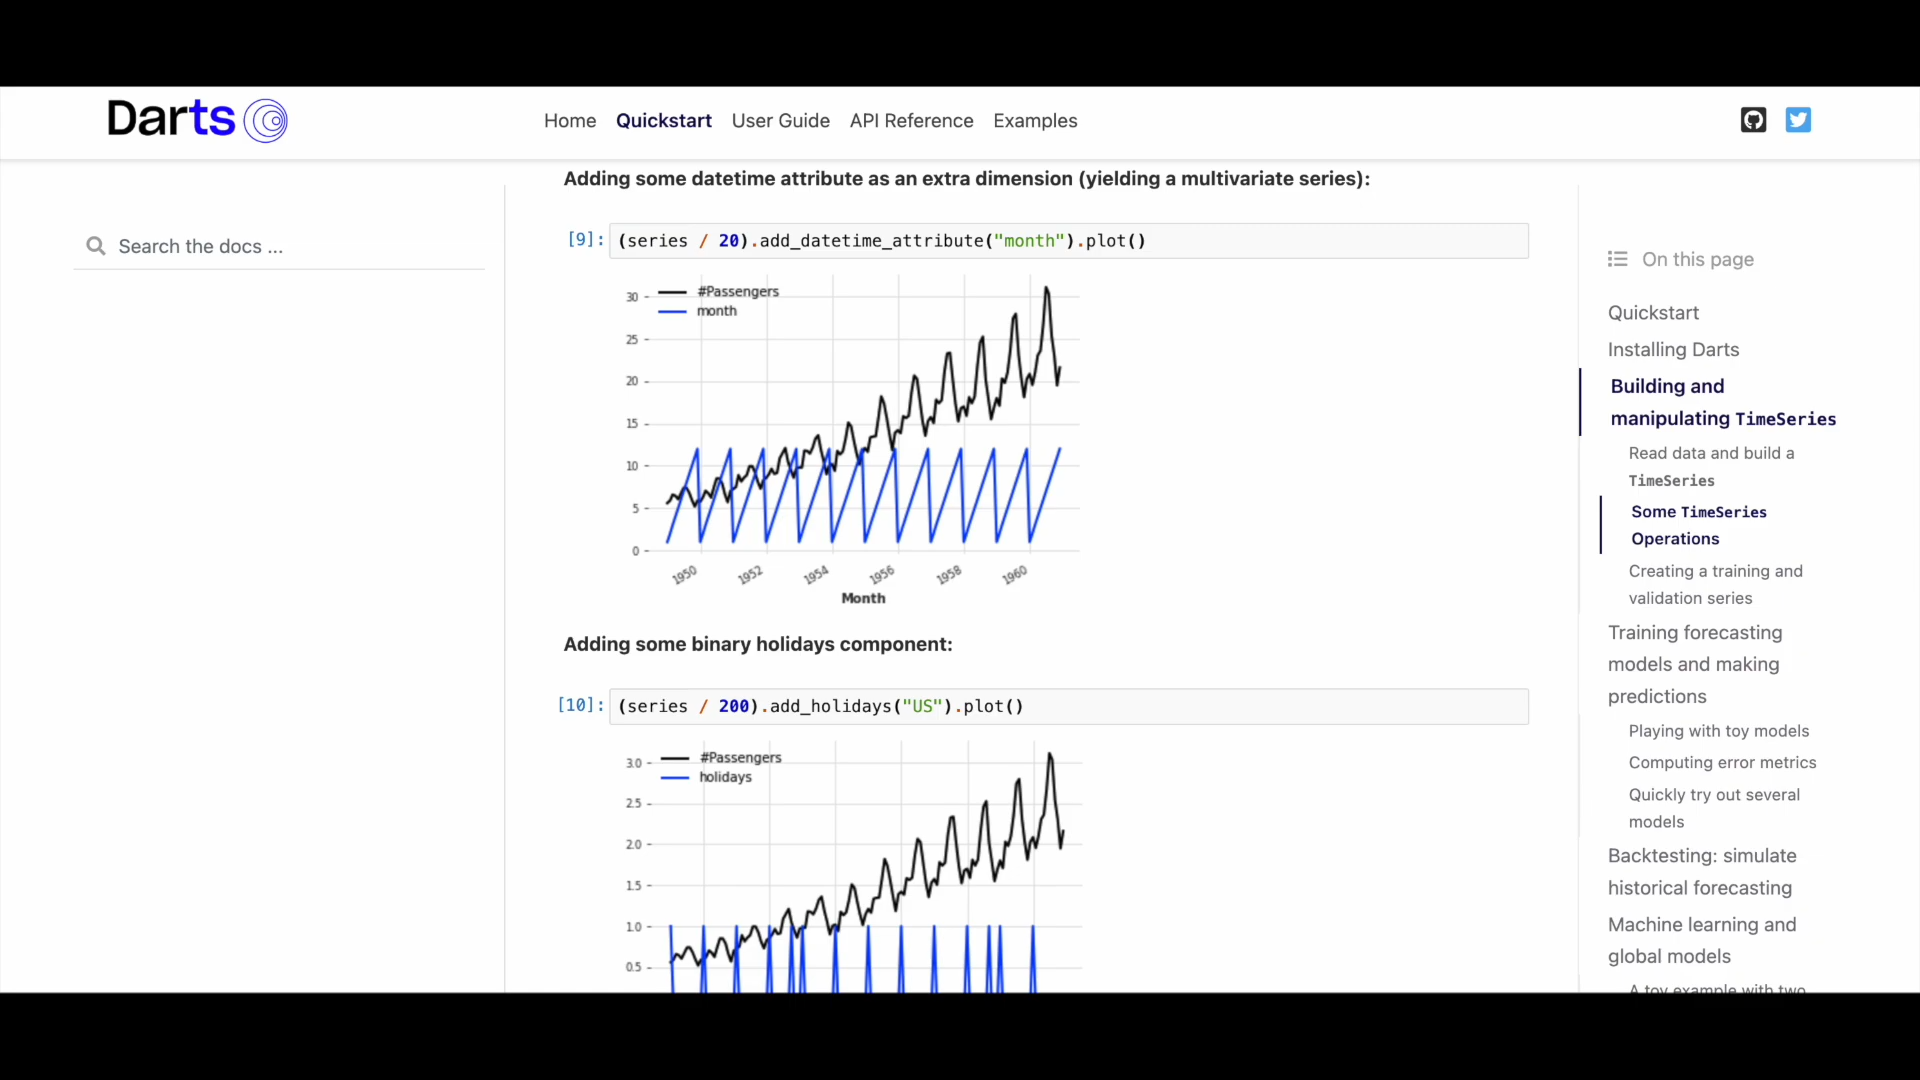 Darts
Home Quickstart User Guide API Reference Examples
Search the docs ...
Adding some datetime attribute as an extra dimension (yielding a multivariate series):
[9]: (series / 20).add_datetime_attribute("month").plot()
#Passengers
month
30
25
20
15
10
5
0
1950 1952 1954 1956 1958 1960
Month
Adding some binary holidays component:
[10]: (series / 200).add_holidays("US").plot()
#Passengers
holidays
3.0
2.5
2.0
1.5
1.0
0.5
On this page
Quickstart
Installing Darts
Building and
manipulating TimeSeries
Read data and build a
TimeSeries
Some TimeSeries
Operations
Creating a training and
validation series
Training forecasting
models and making
predictions
Playing with toy models
Computing error metrics
Quickly try out several
models
Backtesting: simulate
historical forecasting
Machine learning and
global models
A toy example with two